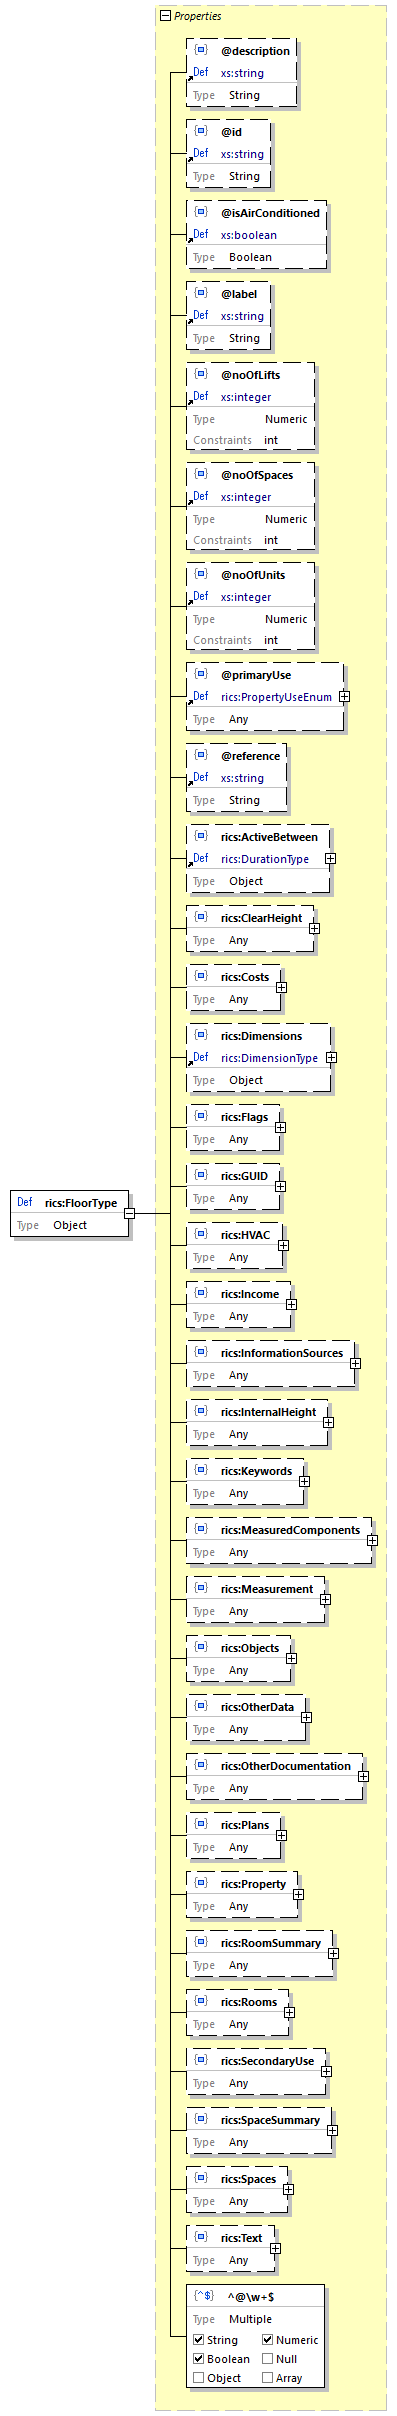 Properties
@description
Def xs:string
Type String
@id
Def xs:string
Type String
@isAirConditioned
Def xs:boolean
Type Boolean
@label
Def xs:string
Type String
@noOfLifts
Def xs:integer
Type Numeric
Constraints int
@noOfSpaces
Def xs:integer
Type Numeric
Constraints int
@noOfUnits
Def xs:integer
Type Numeric
Constraints int
@primaryUse
Def rics:PropertyUseEnum
Type Any
@reference
Def xs:string
Type String
rics:ActiveBetween
Def rics:DurationType
Type Object
rics:ClearHeight
Type Any
rics:Costs
Type Any
rics:Dimensions
Def rics:DimensionType
Type Object
rics:Flags
Type Any
rics:GUID
Type Any
Def rics:FloorType
Type Object
rics:HVAC
Type Any
rics:Income
Type Any
rics:InformationSources
Type Any
rics:InternalHeight
Type Any
rics:Keywords
Type Any
rics:MeasuredComponents
Type Any
rics:Measurement
Type Any
rics:Objects
Type Any
rics:OtherData
Type Any
rics:OtherDocumentation
Type Any
rics:Plans
Type Any
rics:Property
Type Any
rics:RoomSummary
Type Any
rics:Rooms
Type Any
rics:SecondaryUse
Type Any
rics:SpaceSummary
Type Any
rics:Spaces
Type Any
rics:Text
Type Any
{^$} ^@\w+$
Type Multiple
String Numeric
Boolean Null
Object Array